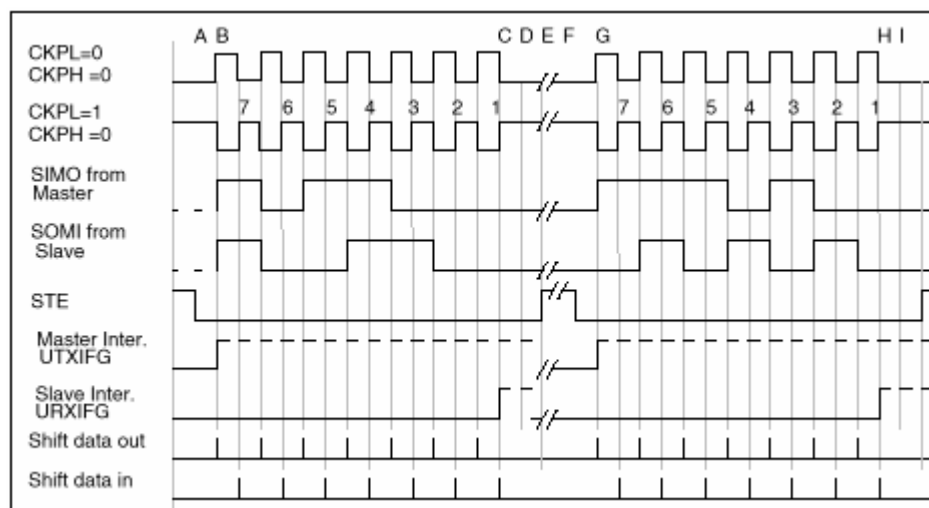 A B C D E F G H I
CKPL=0
CKPH =0
7 6 5 4 3 2 1 7 6 5 4 3 2 1
CKPL=1
CKPH =0
SIMO from
Master
SOMI from
Slave
STE
Master Inter.
UTXIFG
Slave Inter.
URXIFG
Shift data out
Shift data in